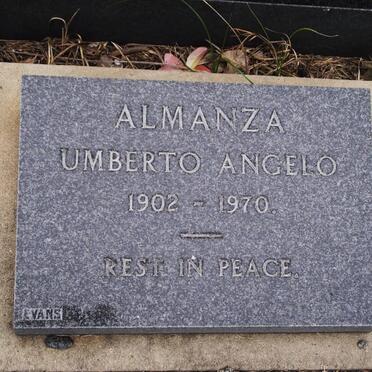 ALMANZA
UMBERTO ANGELO
1902 - 1970.
REST IN PEACE.
EVANS